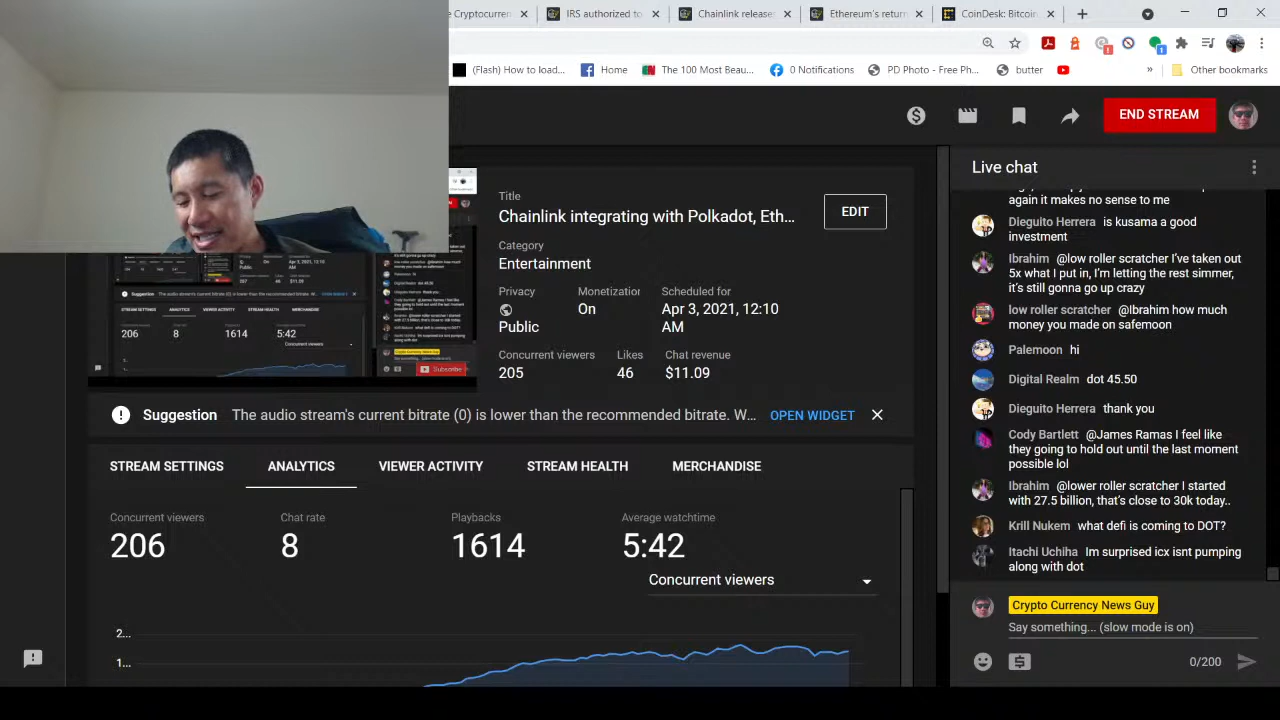 e Cryptocurren
IRS authorized to
Chainlink release
Ethereum's return
CoinDesk: Bitcoin
(Flash) How to load...
Home
The 100 Most Beau...
0 Notifications
PD Photo - Free Ph...
butter
»
Other bookmarks
END STREAM
Title
Chainlink integrating with Polkadot, Eth...
EDIT
Category
Entertainment
Privacy
Public
Monetization
On
Scheduled for
Apr 3, 2021, 12:10
AM
Concurrent viewers
205
Likes
46
Chat revenue
$11.09
Suggestion
The audio stream's current bitrate (0) is lower than the recommended bitrate. W...
OPEN WIDGET
STREAM SETTINGS
ANALYTICS
VIEWER ACTIVITY
STREAM HEALTH
MERCHANDISE
Concurrent viewers
206
Chat rate
8
Playbacks
1614
Average watchtime
5:42
Concurrent viewers
2...
1...
Live chat
again it makes no sense to
me
Dieguito Herrera is kusama a good
investment
Ibrahim @low roller scratcher I've taken out
5x what I put in, I'm letting the rest simmer,
it's still gonna go up crazy
low roller scratcher @ibrahim how much
money you made on safemoon
Palemoon hi
Digital Realm dot 45.50
Dieguito Herrera thank you
Cody Bartlett @James Ramas I feel like
they going to hold out until the last moment
possible lol
Ibrahim @lower roller scratcher I started
with 27.5 billion, that's close to 30k today..
Krill Nukem what defi is coming to DOT?
Itachi Uchiha Im surprised icx isnt pumping
along with dot
Crypto Currency News Guy
Say something... (slow mode is on)
0/200